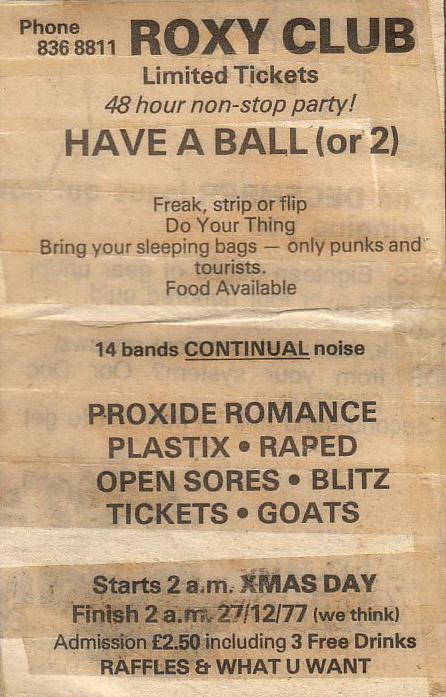 Phone
836 8811 ROXY CLUB
Limited Tickets
48 hour non-stop party!
HAVE A BALL (or 2)
Freak, strip or flip
Do Your Thing
Bring your sleeping bags — only punks and
tourists.
Food Available
14 bands CONTINUAL noise
PROXIDE ROMANCE
PLASTIX • RAPED
OPEN SORES • BLITZ
TICKETS • GOATS
Starts 2 a.m. XMAS DAY
Finish 2 a.m. 27/12/77 (we think)
Admission £2.50 including 3 Free Drinks
RAFFLES & WHAT U WANT